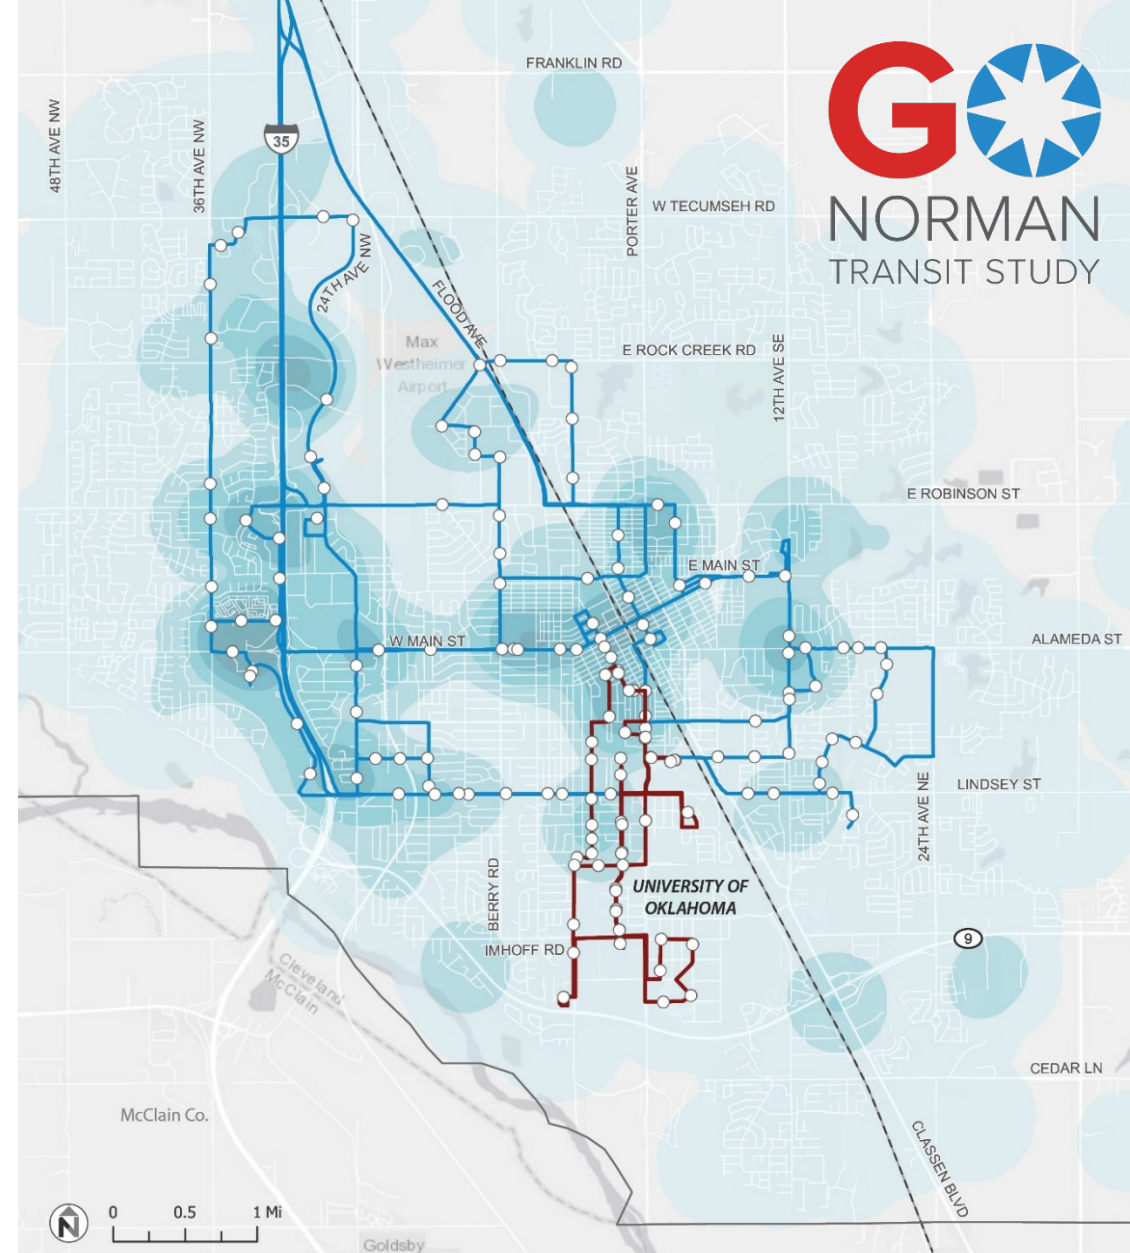 FRANKLIN RD
GO
NORMAN
TRANSIT STUDY
48TH AVE NW
36TH AVE NW
35
PORTER AVE
W TECUMSEH RD
24TH AVE NW
FLOOD AVE
Max
Westheimer
Airport
E ROCK CREEK RD
12TH AVE SE
E ROBINSON ST
E MAIN ST
W MAIN ST
ALAMEDA ST
LINDSEY ST
24TH AVE NE
BERRY RD
UNIVERSITY OF
OKLAHOMA
IMHOFF RD
9
Cleveland
McClain
CEDAR LN
McClain Co.
CLASSEN BLVD
N
0 0.5 1 Mi
Goldsby